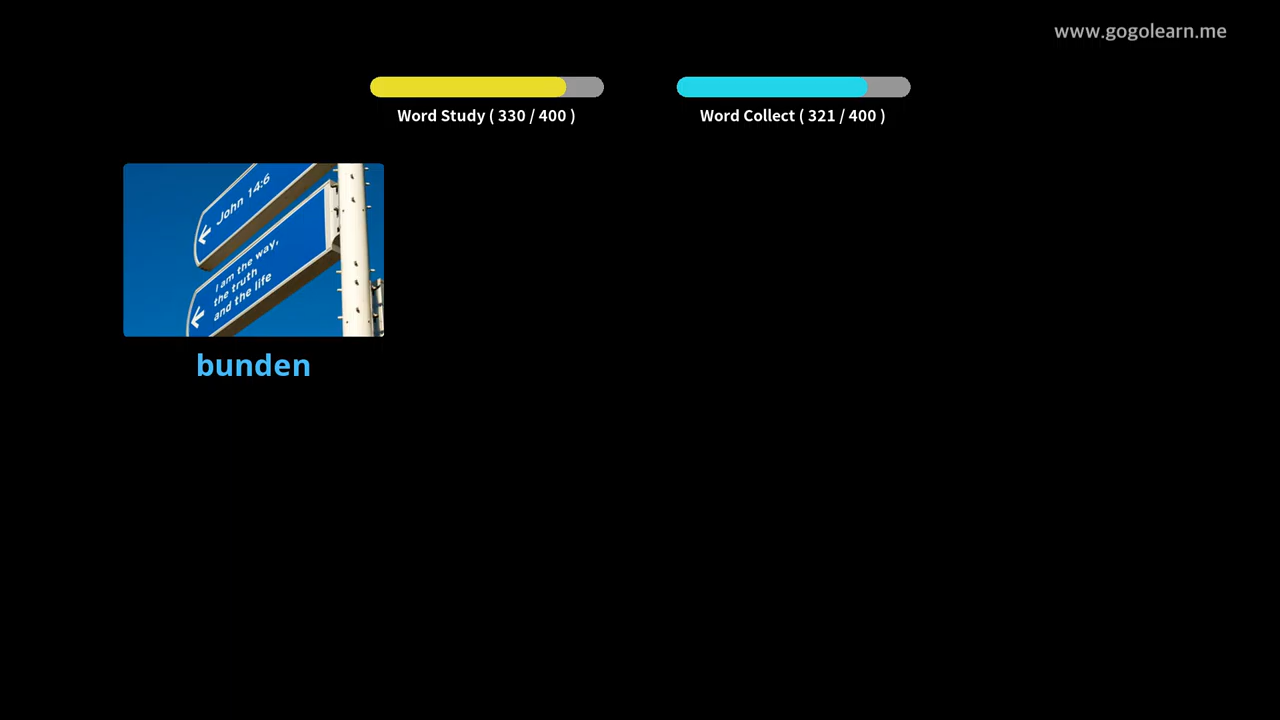 www.gogolearn.me
Word Study ( 330 / 400 )
Word Collect ( 321 / 400 )
John 14:6
I am the way,
the truth
and the life
bunden